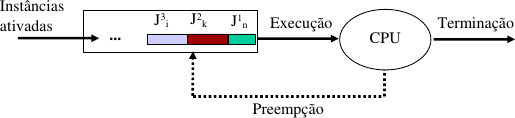 Instâncias
ativadas
... J³ᵢ J²ₖ J¹ₙ
Execução
CPU
Terminação
Preempção